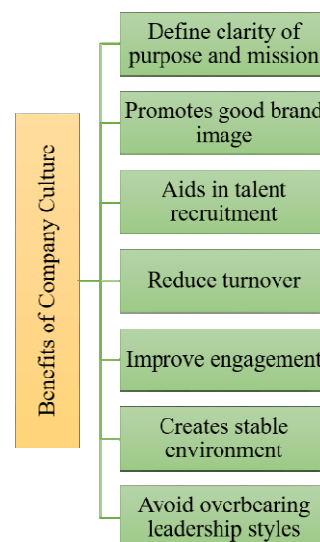 Benefits of Company Culture
Define clarity of
purpose and mission
Promotes good brand
image
Aids in talent
recruitment
Reduce turnover
Improve engagement
Creates stable
environment
Avoid overbearing
leadership styles